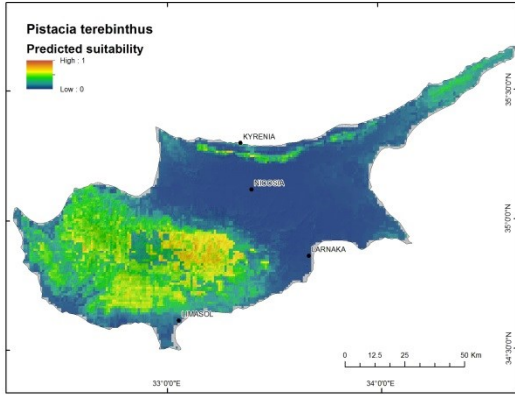 Pistacia terebinthus
Predicted suitability
High : 1
Low : 0
KYRENIA
NICOSIA
LARNAKA
LIMASOL
35°30'0"N
35°0'0"N
34°30'0"N
0 12.5 25 50 Km
33°0'0"E
34°0'0"E